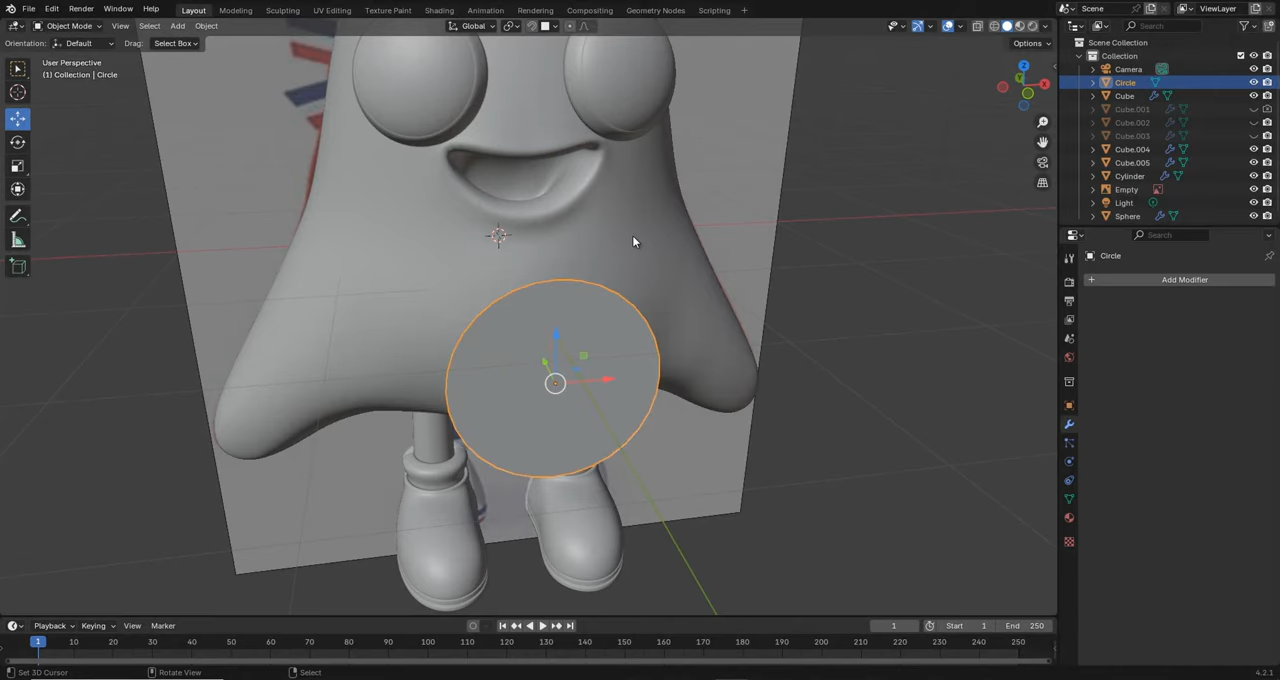 File Edit Render Window Help Layout Modeling Sculpting UV Editing Texture Paint Shading Animation Rendering Compositing Geometry Nodes Scripting + Scene ViewLayer
Object Mode View Select Add Object Global Search
Orientation: Default Drag: Select Box Options
User Perspective
(1) Collection | Circle
Z
Y
X
Scene Collection
Collection
Camera
Circle
Cube
Cube.001
Cube.002
Cube.003
Cube.004
Cube.005
Cylinder
Empty
Light
Sphere
Search
Circle
+ Add Modifier
Playback Keying View Marker 1 Start 1 End 250
1 10 20 30 40 50 60 70 80 90 100 110 120 130 140 150 160 170 180 190 200 210 220 230 240 250
Set 3D Cursor Rotate View Select 4.2.1